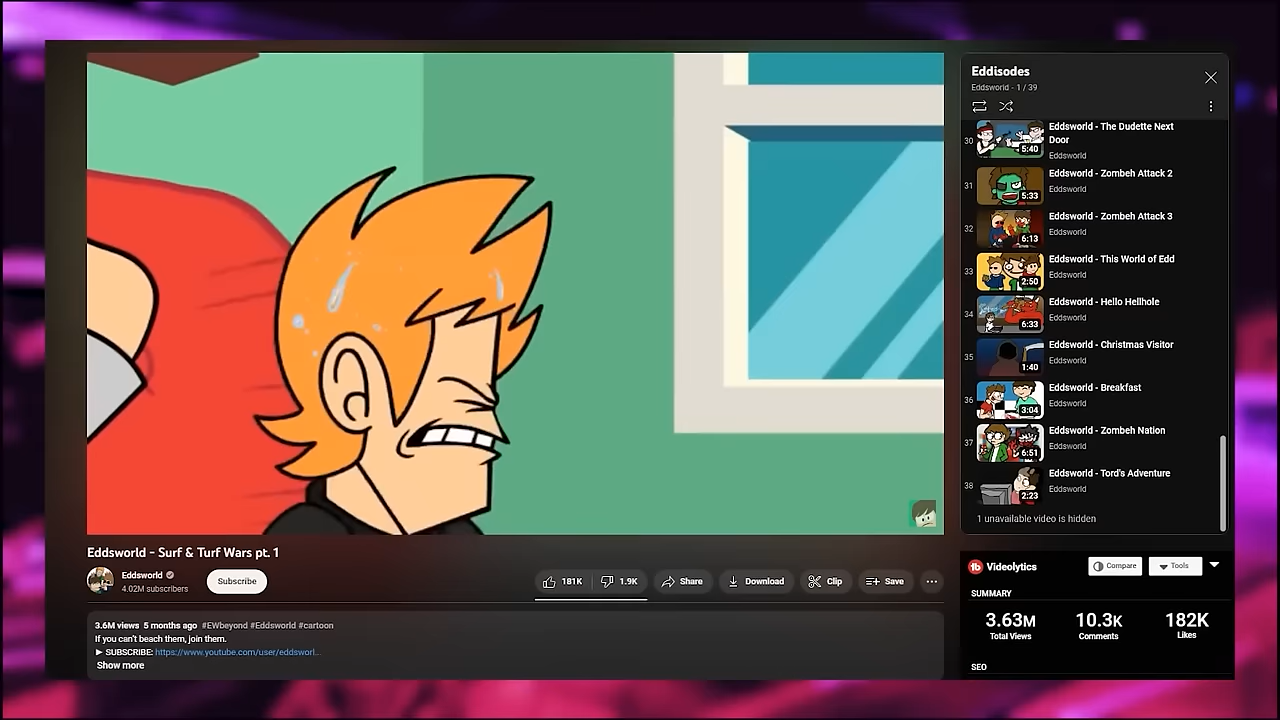 Eddisodes
Eddsworld - 1 / 39
30
5:40
Eddsworld - The Dudette Next
Door
Eddsworld
31
5:33
Eddsworld - Zombeh Attack 2
Eddsworld
32
6:13
Eddsworld - Zombeh Attack 3
Eddsworld
33
2:50
Eddsworld - This World of Edd
Eddsworld
34
6:33
Eddsworld - Hello Hellhole
Eddsworld
35
1:40
Eddsworld - Christmas Visitor
Eddsworld
36
3:04
Eddsworld - Breakfast
Eddsworld
37
6:51
Eddsworld - Zombeh Nation
Eddsworld
38
2:23
Eddsworld - Tord's Adventure
Eddsworld
1 unavailable video is hidden
Eddsworld - Surf & Turf Wars pt. 1
Eddsworld
4.02M subscribers
Subscribe
181K
1.9K
Share
Download
Clip
Save
3.6M views 5 months ago #EWbeyond #Eddsworld #cartoon
If you can't beach them, join them.
► SUBSCRIBE: https://www.youtube.com/user/eddsworl...
Show more
Videolytics
Compare
Tools
SUMMARY
3.63M 10.3K 182K
Total Views Comments Likes
SEO